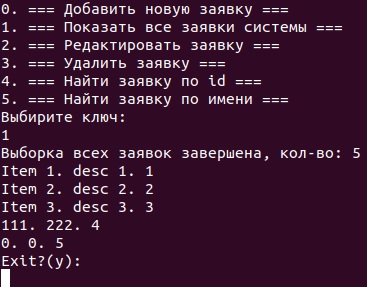 0. === Добавить новую заявку ===
1. === Показать все заявки системы ===
2. === Редактировать заявку ===
3. === Удалить заявку ===
4. === Найти заявку по id ===
5. === Найти заявку по имени ===
Выбирите ключ:
1
Выборка всех заявок завершена, кол-во: 5
Item 1. desc 1. 1
Item 2. desc 2. 2
Item 3. desc 3. 3
111. 222. 4
0. 0. 5
Exit?(y):